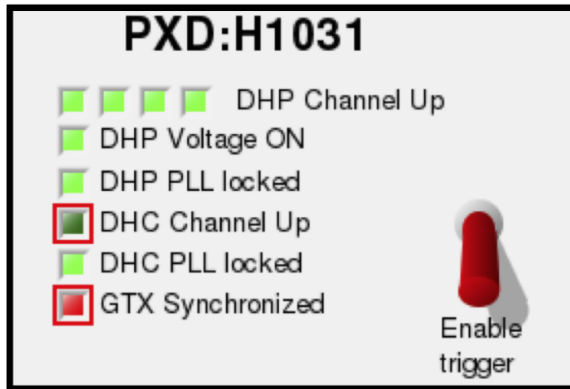 PXD:H1031
DHP Channel Up
DHP Voltage ON
DHP PLL locked
DHC Channel Up
DHC PLL locked
GTX Synchronized
Enable
trigger